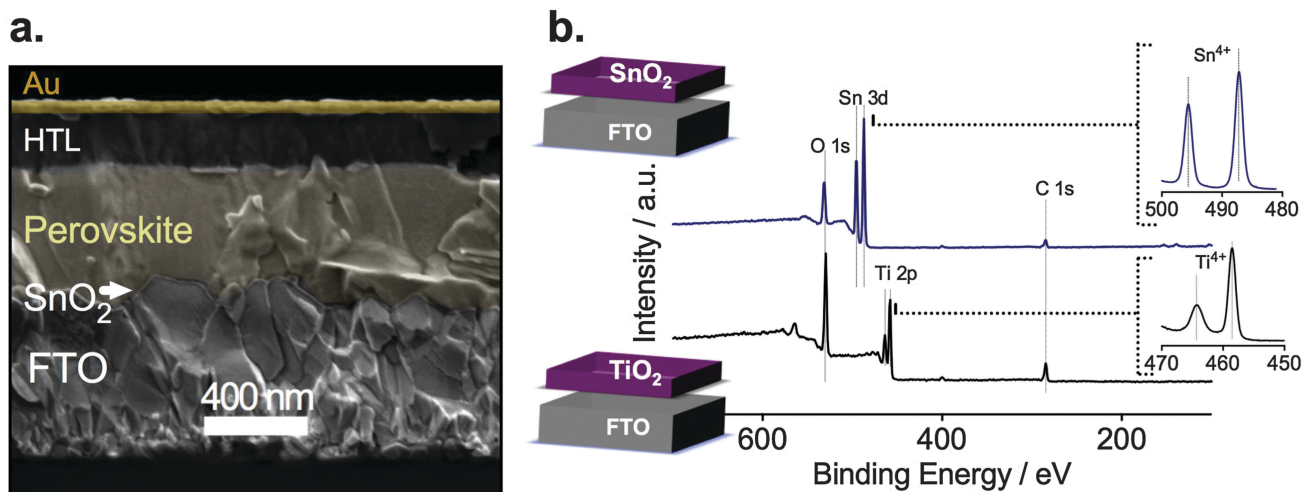 a.
Au
HTL
Perovskite
SnO2
FTO
400 nm
b.
SnO2
FTO
TiO2
FTO
Intensity / a.u.
O 1s
Sn 3d
Ti 2p
C 1s
Sn4+
500 490 480
Ti4+
470 460 450
600 400 200
Binding Energy / eV